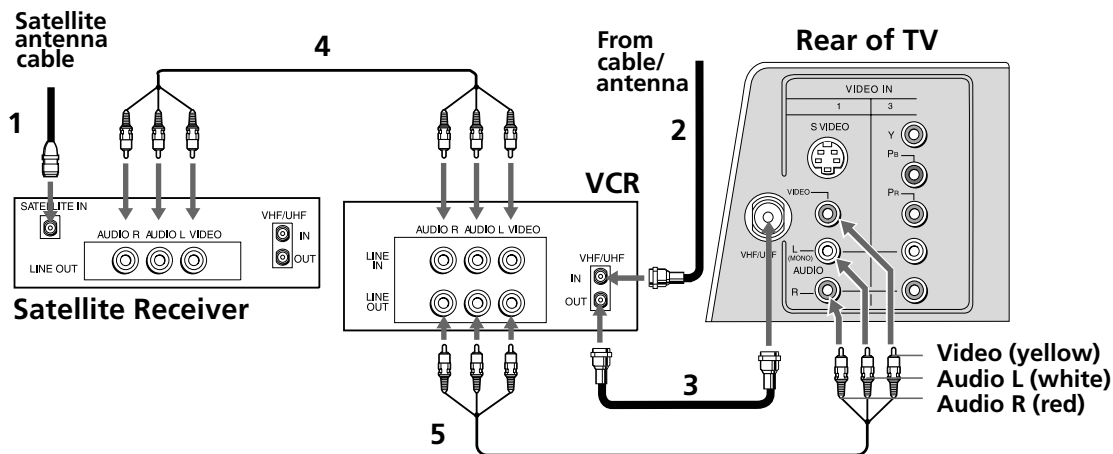 Satellite
antenna
cable
4
From
cable/
antenna
Rear of TV
1
2
VIDEO IN
1
3
S VIDEO
Y
PB
PR
VIDEO
VHF/UHF
L
(MONO)
AUDIO
R
SATELLITE IN
AUDIO R AUDIO L VIDEO
VHF/UHF
IN
OUT
LINE OUT
Satellite Receiver
VCR
AUDIO R AUDIO L VIDEO
LINE
IN
LINE
OUT
VHF/UHF
IN
OUT
3
5
Video (yellow)
Audio L (white)
Audio R (red)